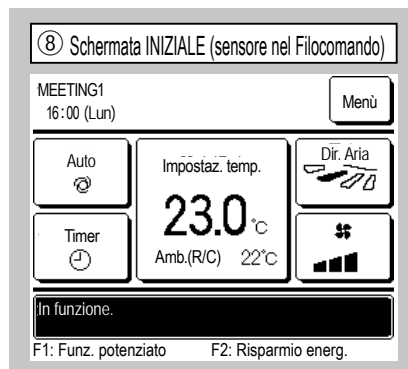 ⑧ Schermata INIZIALE (sensore nel Filocomando)
MEETING1
16:00 (Lun)
Menù
Auto
Impostaz. temp.
Dir. Aria
23.0°C
Timer
Amb.(R/C) 22°C
In funzione.
F1: Funz. potenziato F2: Risparmio energ.